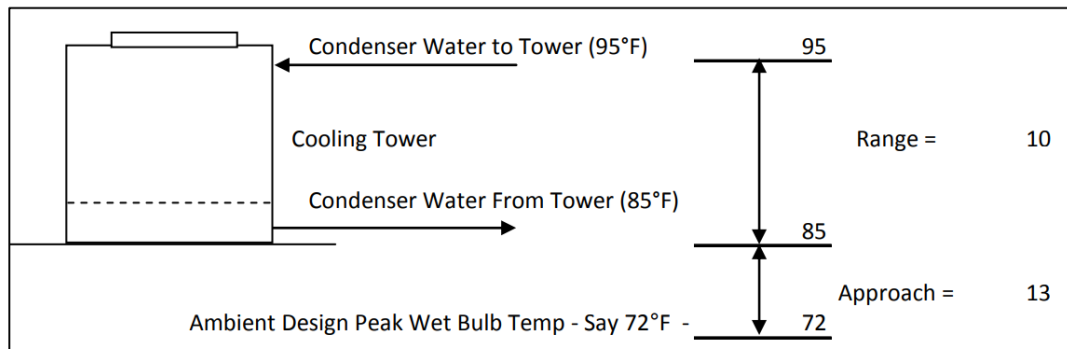 Condenser Water to Tower (95°F) 95
Cooling Tower Range = 10
Condenser Water From Tower (85°F)
85
Approach = 13
Ambient Design Peak Wet Bulb Temp - Say 72°F - 72